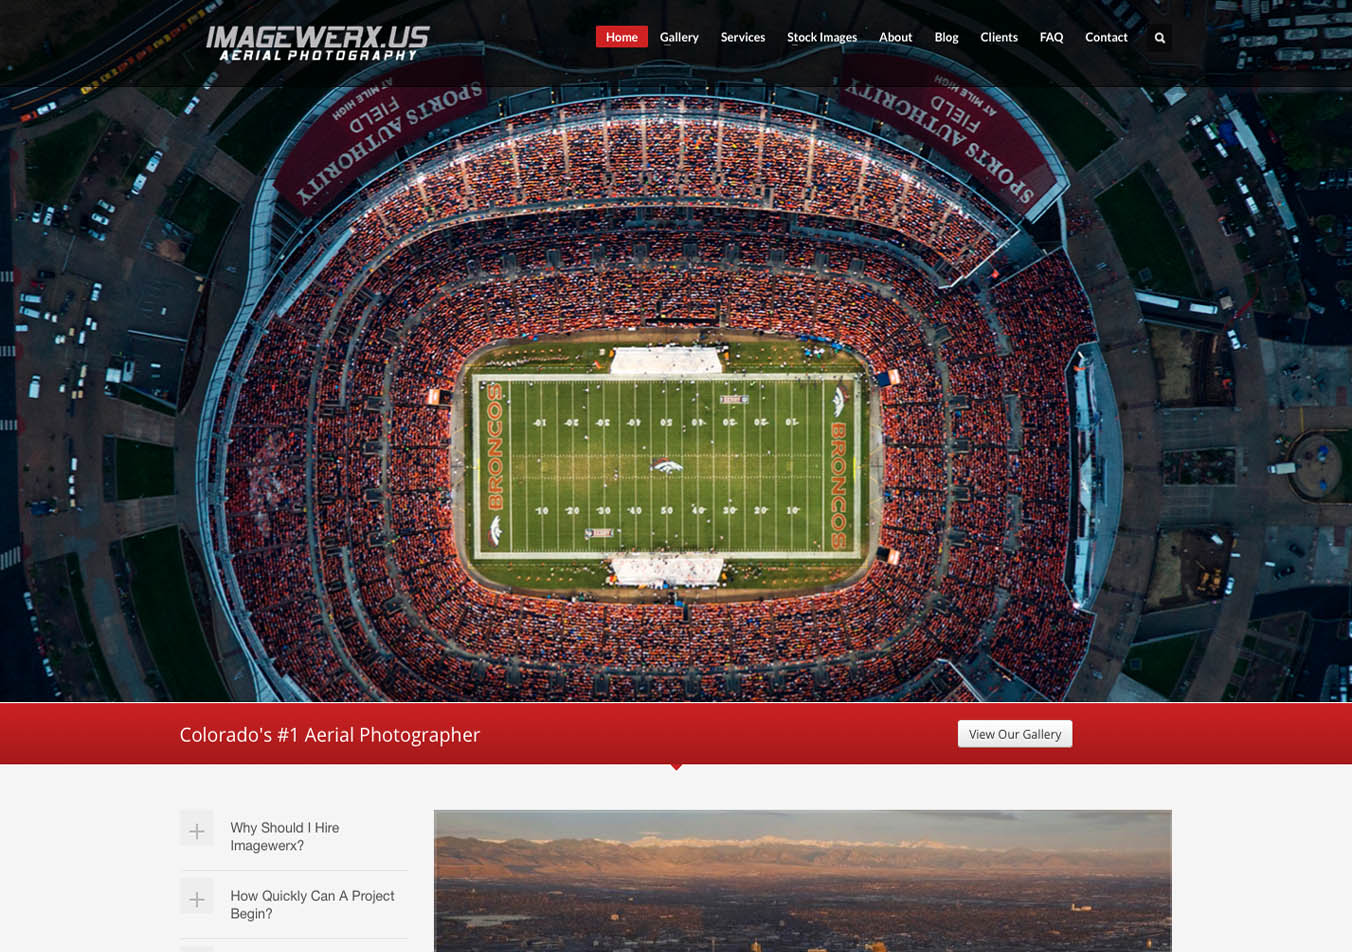 IMAGEWERX.US
AERIAL PHOTOGRAPHY
Home Gallery Services Stock Images About Blog Clients FAQ Contact
SPORTS AUTHORITY
FIELD
AT MILE HIGH
SPORTS AUTHORITY
FIELD
AT MILE HIGH
BRONCOS
BRONCOS
10 20 30 40 50 40 30 20 10
10 20 30 40 50 40 30 20 10
Colorado's #1 Aerial Photographer
View Our Gallery
Why Should I Hire
Imagewerx?
How Quickly Can A Project
Begin?